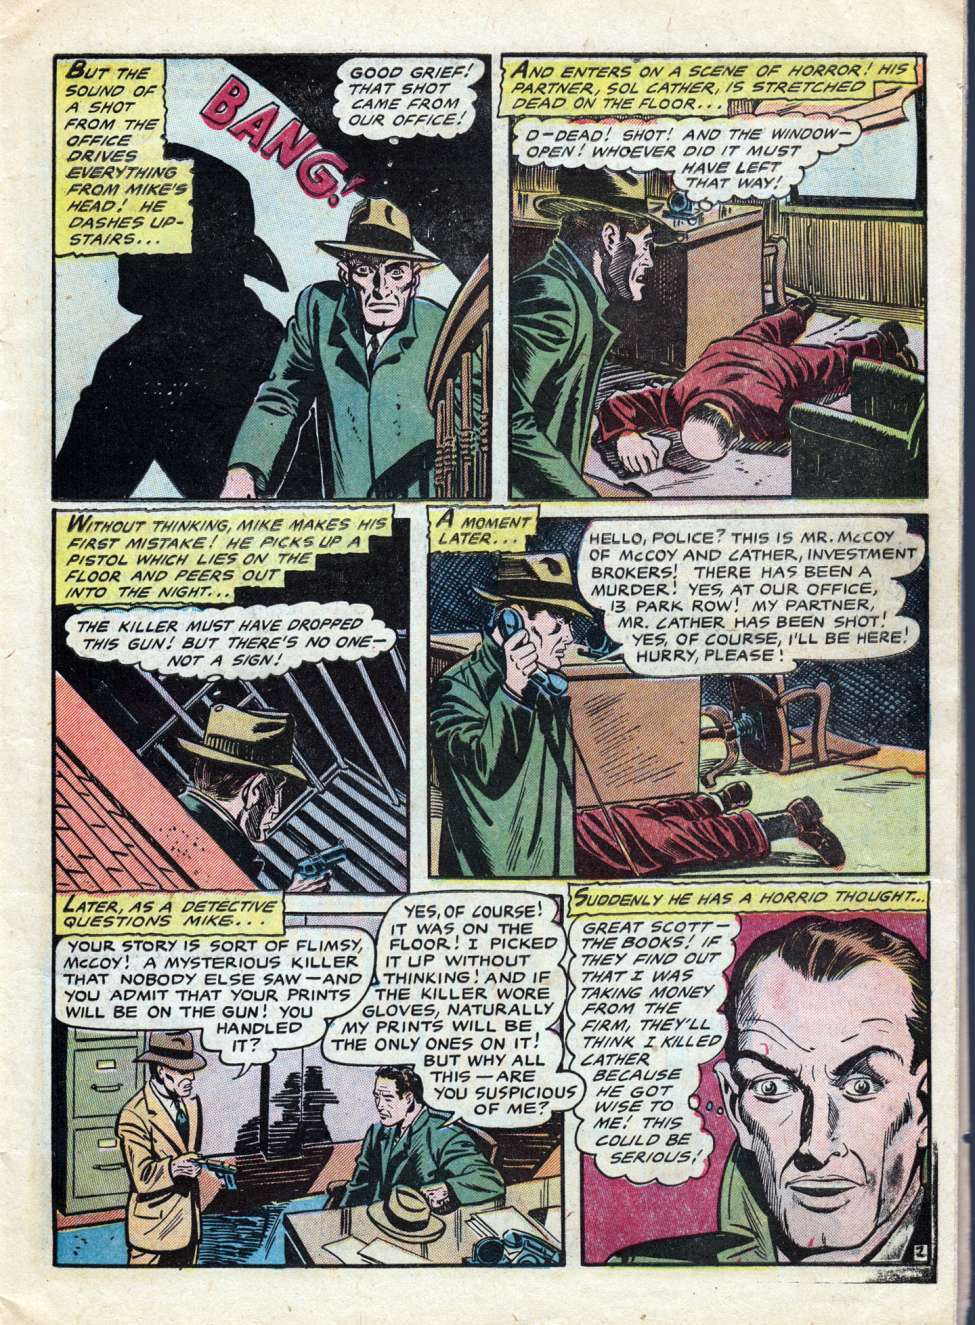 BUT THE
SOUND OF
A SHOT
FROM THE
OFFICE
DRIVES
EVERYTHING
FROM MIKE'S
HEAD! HE
DASHES UP-
STAIRS...
BANG!
GOOD GRIEF!
THAT SHOT
CAME FROM
OUR OFFICE!
AND ENTERS ON A SCENE OF HORROR! HIS
PARTNER, SOL CATHER, IS STRETCHED
DEAD ON THE FLOOR...
D-DEAD! SHOT! AND THE WINDOW-
OPEN! WHOEVER DID IT MUST
HAVE LEFT
THAT WAY!
WITHOUT THINKING, MIKE MAKES HIS
FIRST MISTAKE! HE PICKS UP A
PISTOL WHICH LIES ON THE
FLOOR AND PEERS OUT
INTO THE NIGHT...
THE KILLER MUST HAVE DROPPED
THIS GUN! BUT THERE'S NO ONE-
NOT A SIGN!
A MOMENT
LATER...
HELLO, POLICE? THIS IS MR. McCOY
OF McCOY AND CATHER, INVESTMENT
BROKERS! THERE HAS BEEN A
MURDER! YES, AT OUR OFFICE,
13 PARK ROW! MY PARTNER,
MR. CATHER HAS BEEN SHOT!
YES, OF COURSE, I'LL BE HERE!
HURRY, PLEASE!
LATER, AS A DETECTIVE
QUESTIONS MIKE...
YOUR STORY IS SORT OF FLIMSY,
McCOY! A MYSTERIOUS KILLER
THAT NOBODY ELSE SAW-AND
YOU ADMIT THAT YOUR PRINTS
WILL BE ON THE GUN! YOU
HANDLED
IT?
YES, OF COURSE!
IT WAS ON THE
FLOOR! I PICKED
IT UP WITHOUT
THINKING! AND IF
THE KILLER WORE
GLOVES, NATURALLY
MY PRINTS WILL BE
THE ONLY ONES ON IT!
BUT WHY ALL
THIS-ARE
YOU SUSPICIOUS
OF ME?
SUDDENLY HE HAS A HORRID THOUGHT...
GREAT SCOTT-
THE BOOKS! IF
THEY FIND OUT
THAT I WAS
TAKING MONEY
FROM THE
FIRM, THEY'LL
THINK I KILLED
CATHER
BECAUSE
HE GOT
WISE TO
ME! THIS
COULD BE
SERIOUS!
2